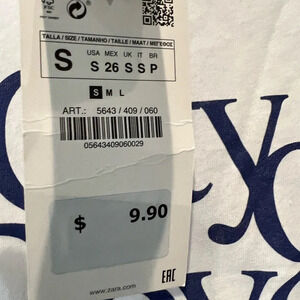 TALLA / SIZE / TAMANHO / TAILLE / MAAT / ΜΕΓΕΘΟΣ
S
USA MEX UK IT BR
S 26 S S P
S M L
ART.: 5643 / 409 / 060
05643409060029
$ 9.90
www.zara.com
EAC